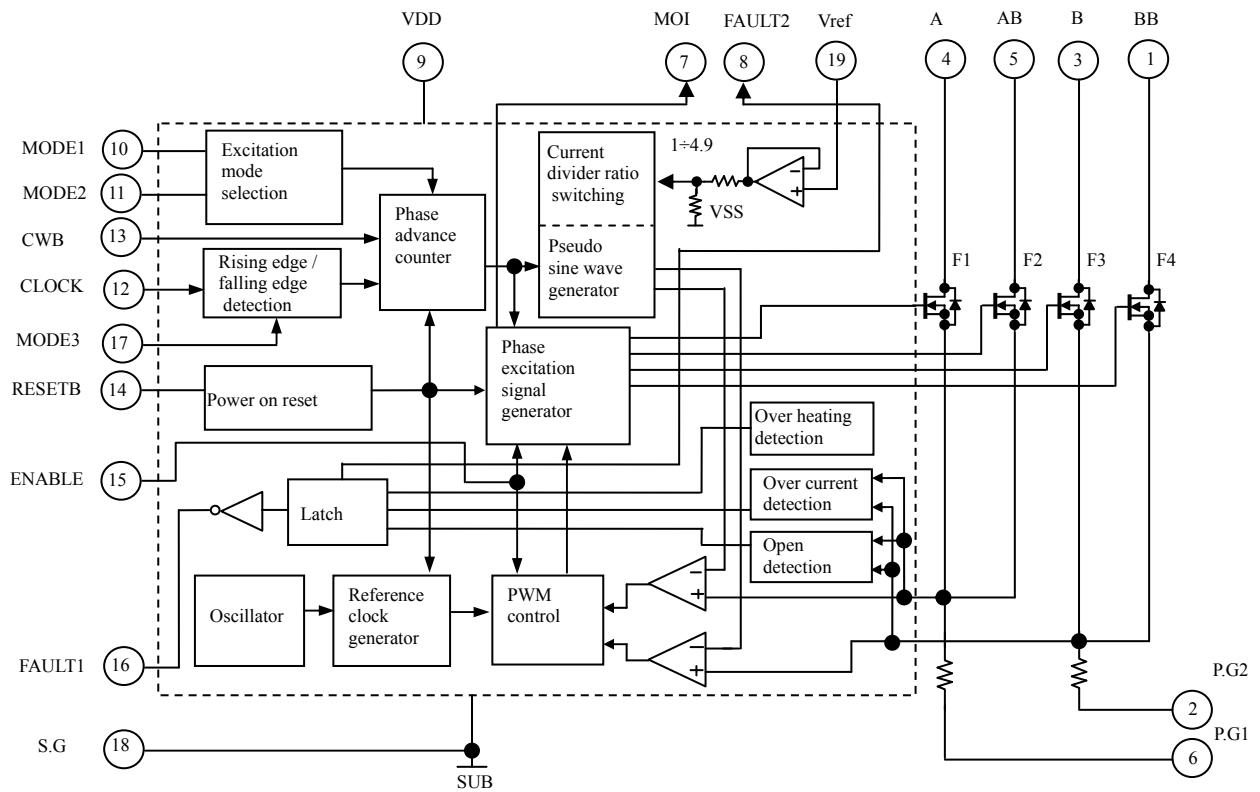 VDD
MOI
FAULT2
Vref
A
AB
B
BB
9
7
8
19
4
5
3
1
MODE1
10
MODE2
11
CWB
13
CLOCK
12
MODE3
17
RESETB
14
ENABLE
15
FAULT1
16
S.G
18
Excitation
mode
selection
Phase
advance
counter
Rising edge /
falling edge
detection
Power on reset
Current
divider ratio
switching
Pseudo
sine wave
generator
1÷4.9
−
+
VSS
Phase
excitation
signal
generator
F1
F2
F3
F4
Over heating
detection
Over current
detection
Open
detection
Latch
Oscillator
Reference
clock
generator
PWM
control
−
+
−
+
P.G2
2
P.G1
6
SUB